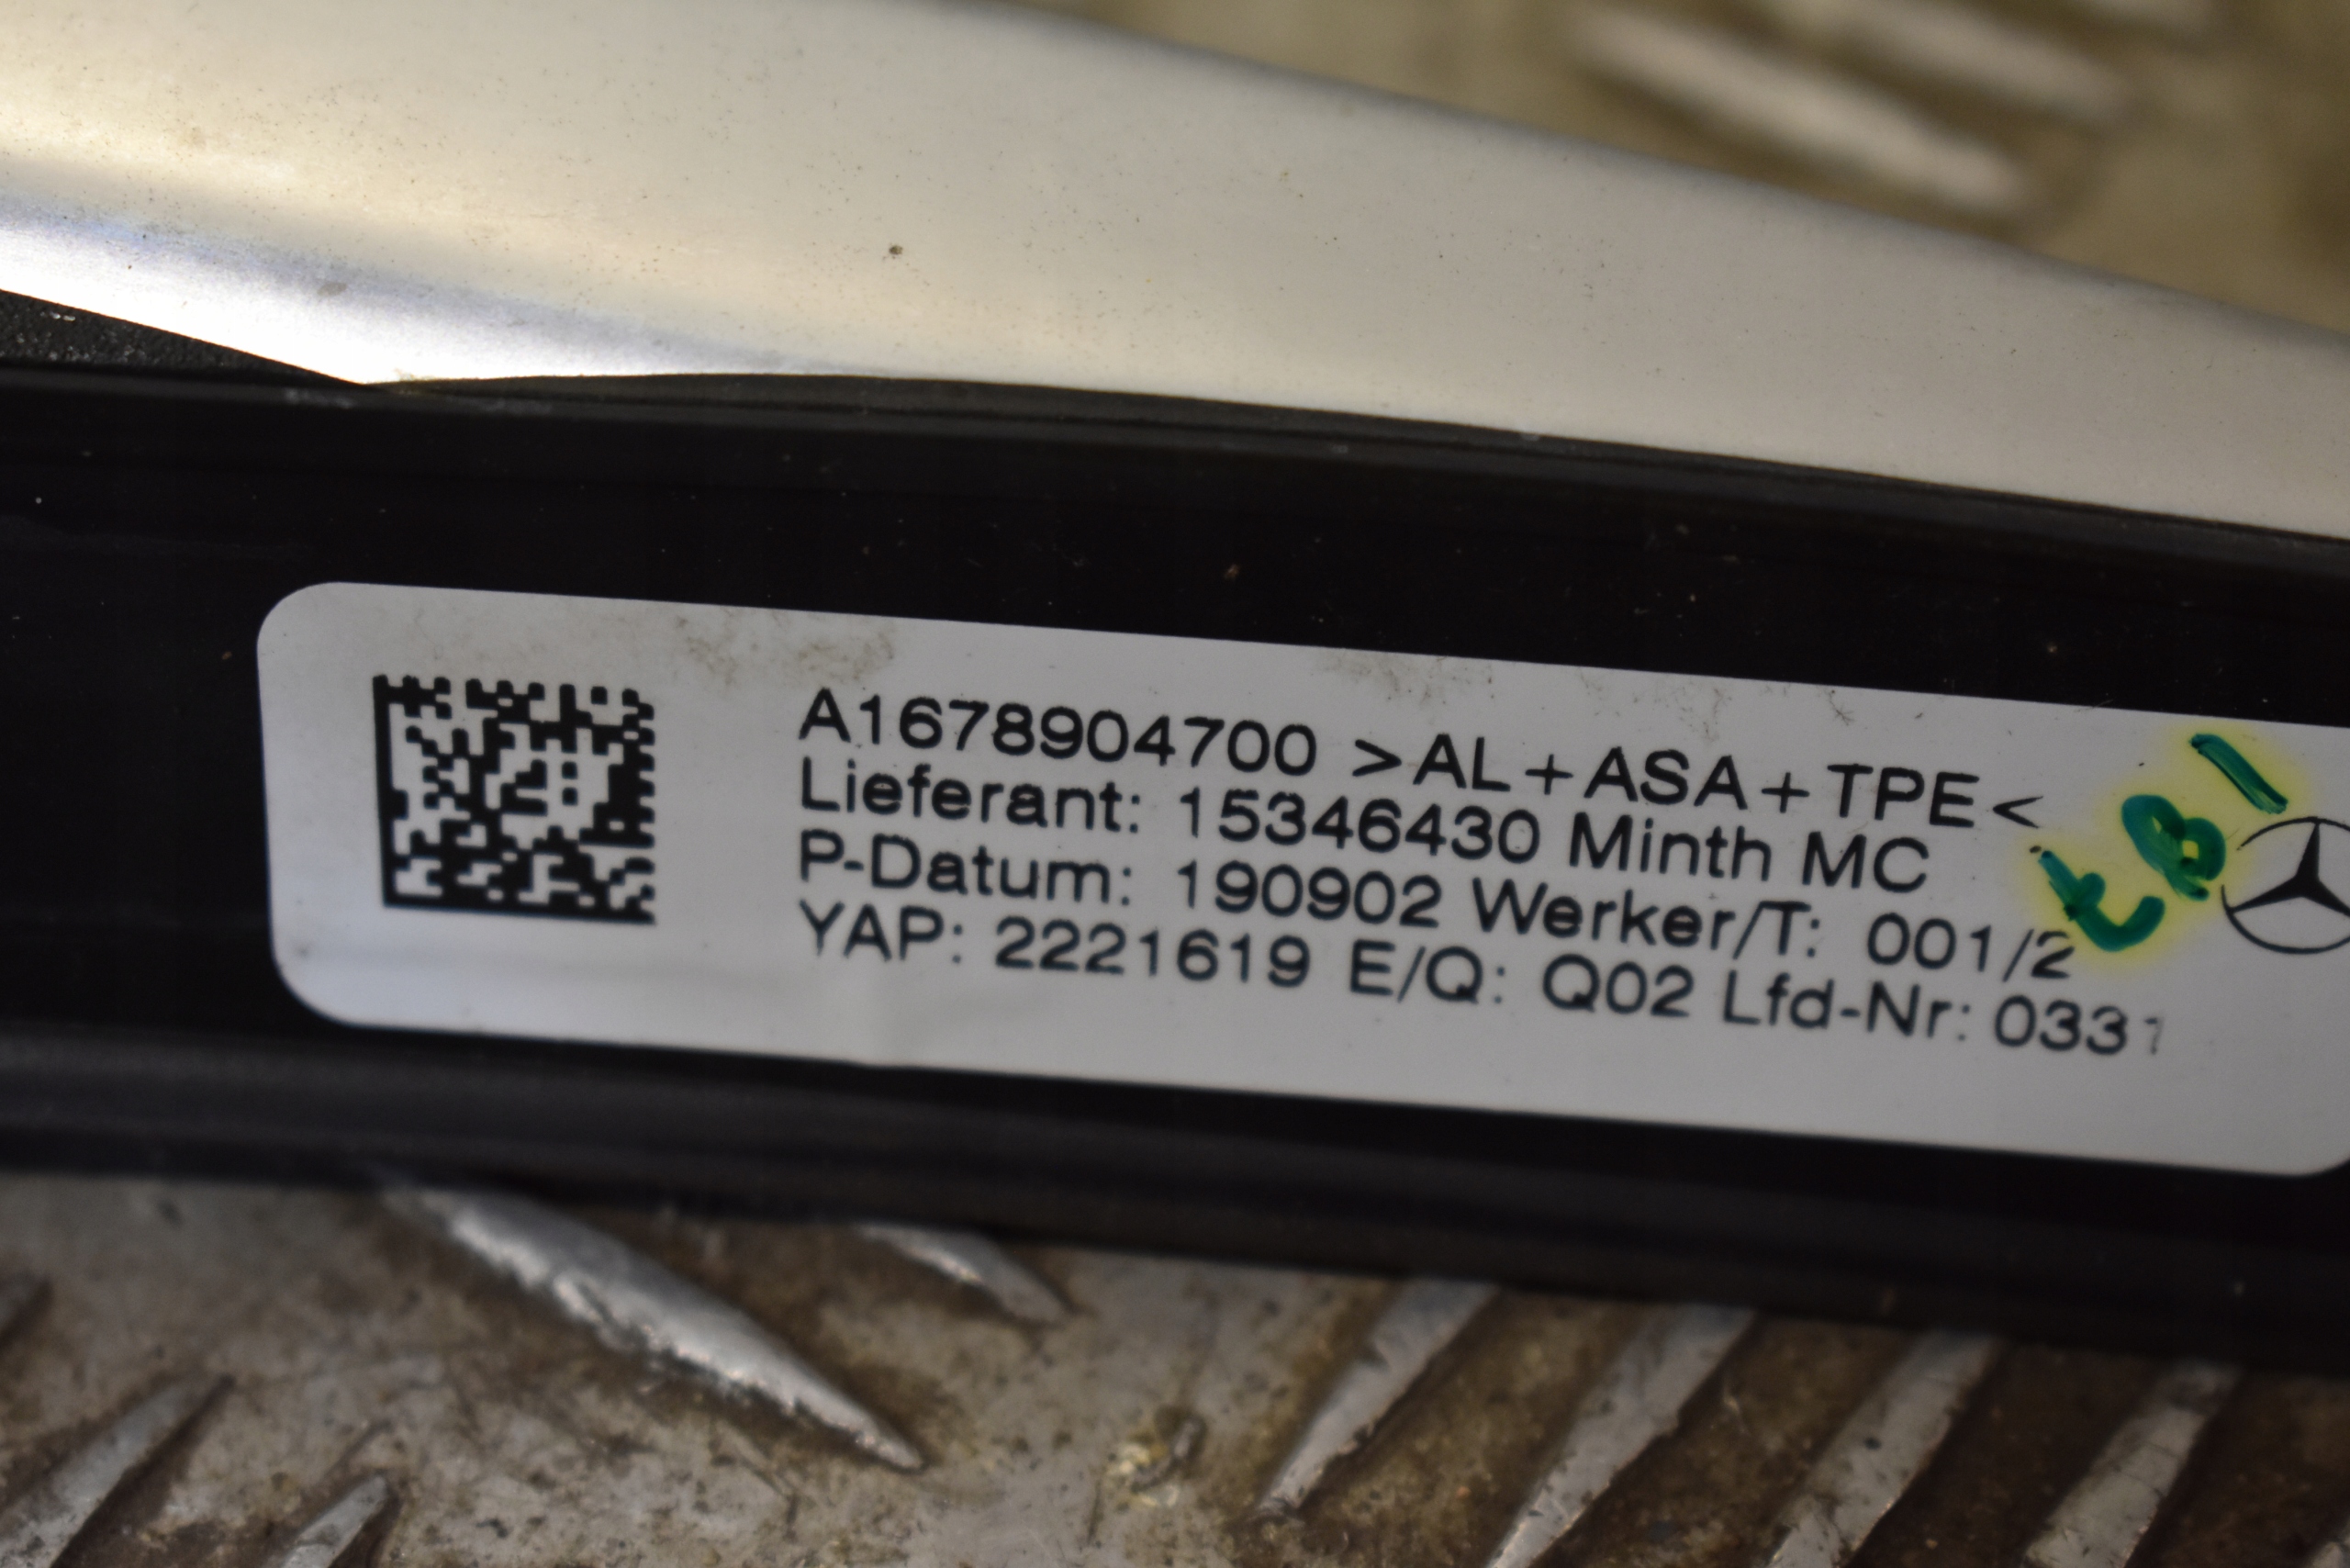 A1678904700 >AL+ASA+TPE<
Lieferant: 15346430 Minth MC
P-Datum: 190902 Werker/T: 001/2
YAP: 2221619 E/Q: Q02 Lfd-Nr: 0331